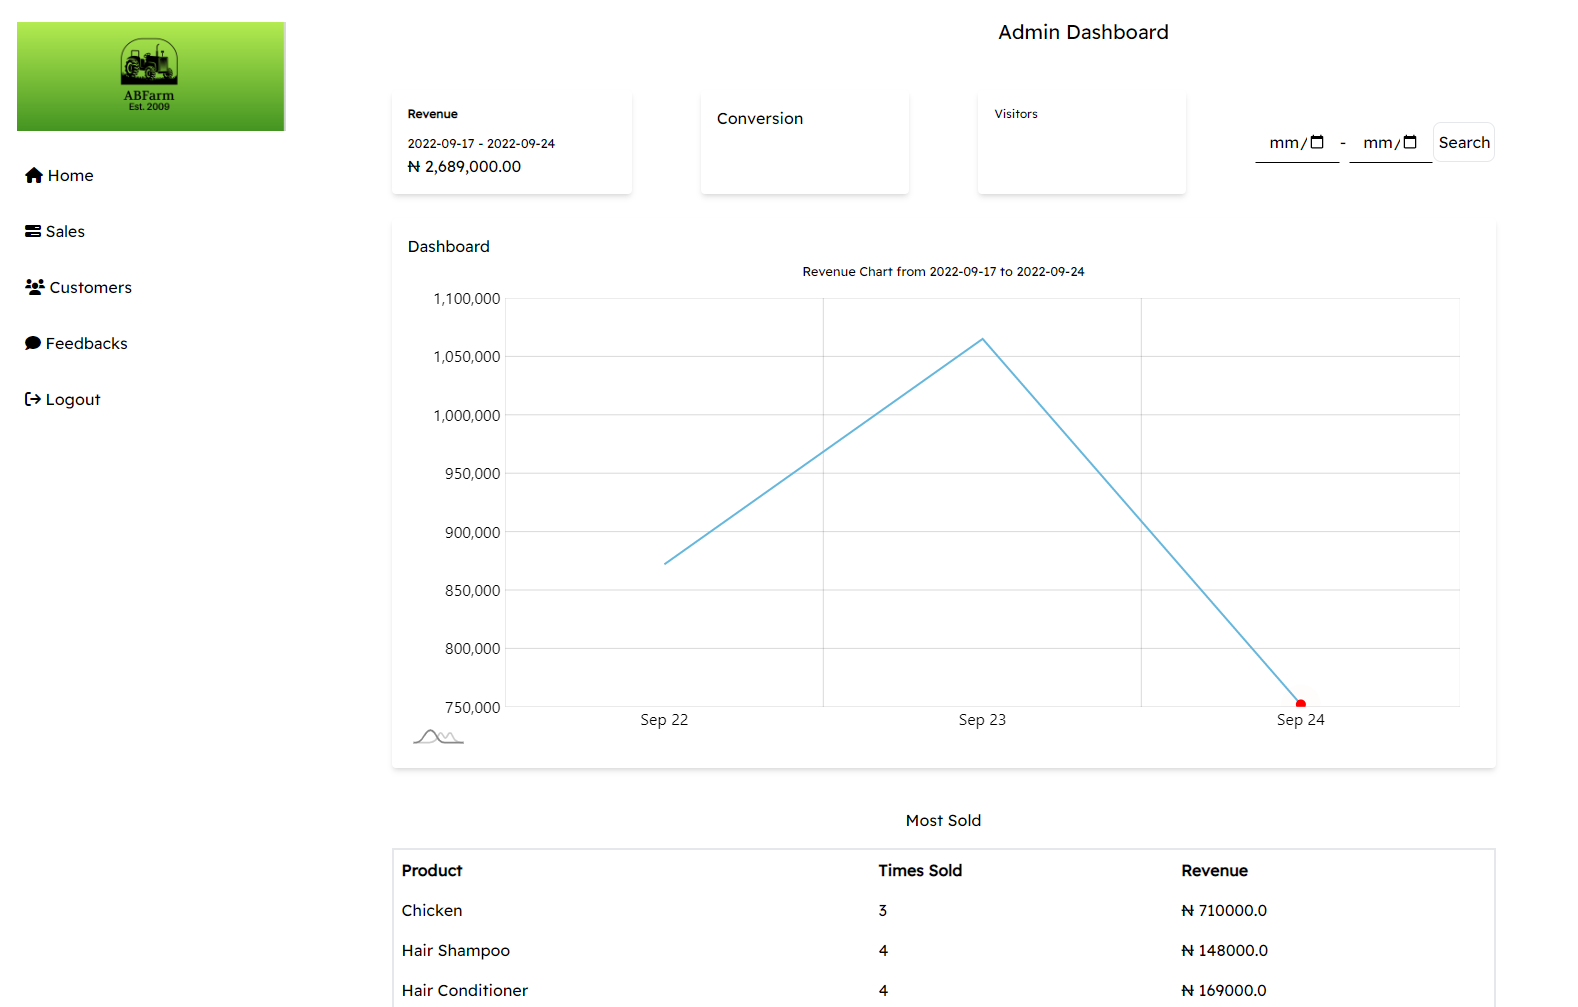 Admin Dashboard
ABFarm
Est. 2009
Home
Sales
Customers
Feedbacks
Logout
Revenue
2022-09-17 - 2022-09-24
₦ 2,689,000.00
Conversion
Visitors
mm/ - mm/ Search
Dashboard
Revenue Chart from 2022-09-17 to 2022-09-24
1,100,000
1,050,000
1,000,000
950,000
900,000
850,000
800,000
750,000
Sep 22 Sep 23 Sep 24
Most Sold
Product Times Sold Revenue
Chicken 3 ₦ 710000.0
Hair Shampoo 4 ₦ 148000.0
Hair Conditioner 4 ₦ 169000.0